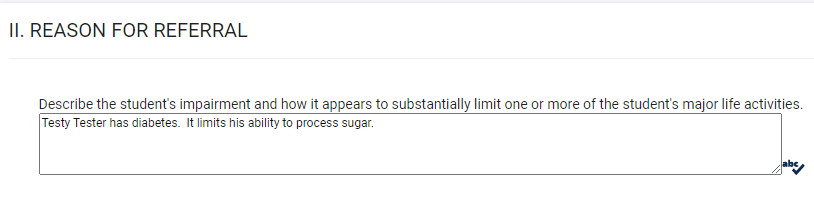 II. REASON FOR REFERRAL
Describe the student's impairment and how it appears to substantially limit one or more of the student's major life activities.
Testy Tester has diabetes.  It limits his ability to process sugar.
abc